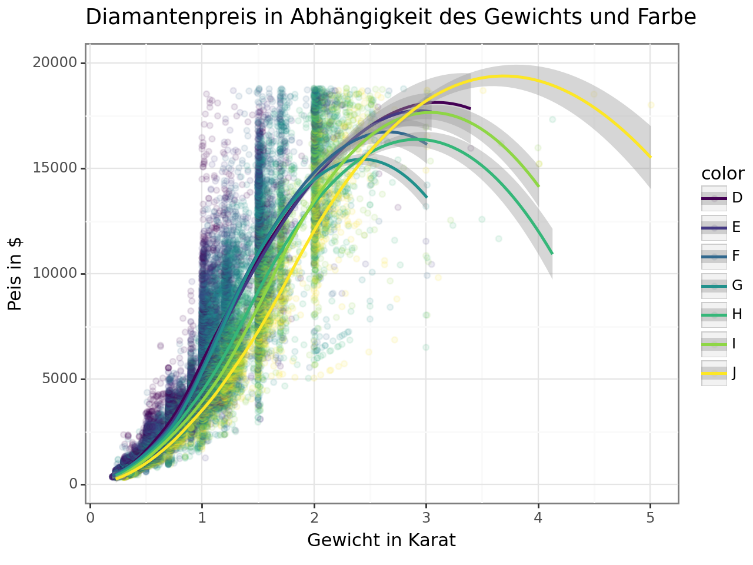 Diamantenpreis in Abhängigkeit des Gewichts und Farbe
20000
15000
10000
5000
0
Peis in $
0 1 2 3 4 5
Gewicht in Karat
color
D
E
F
G
H
I
J